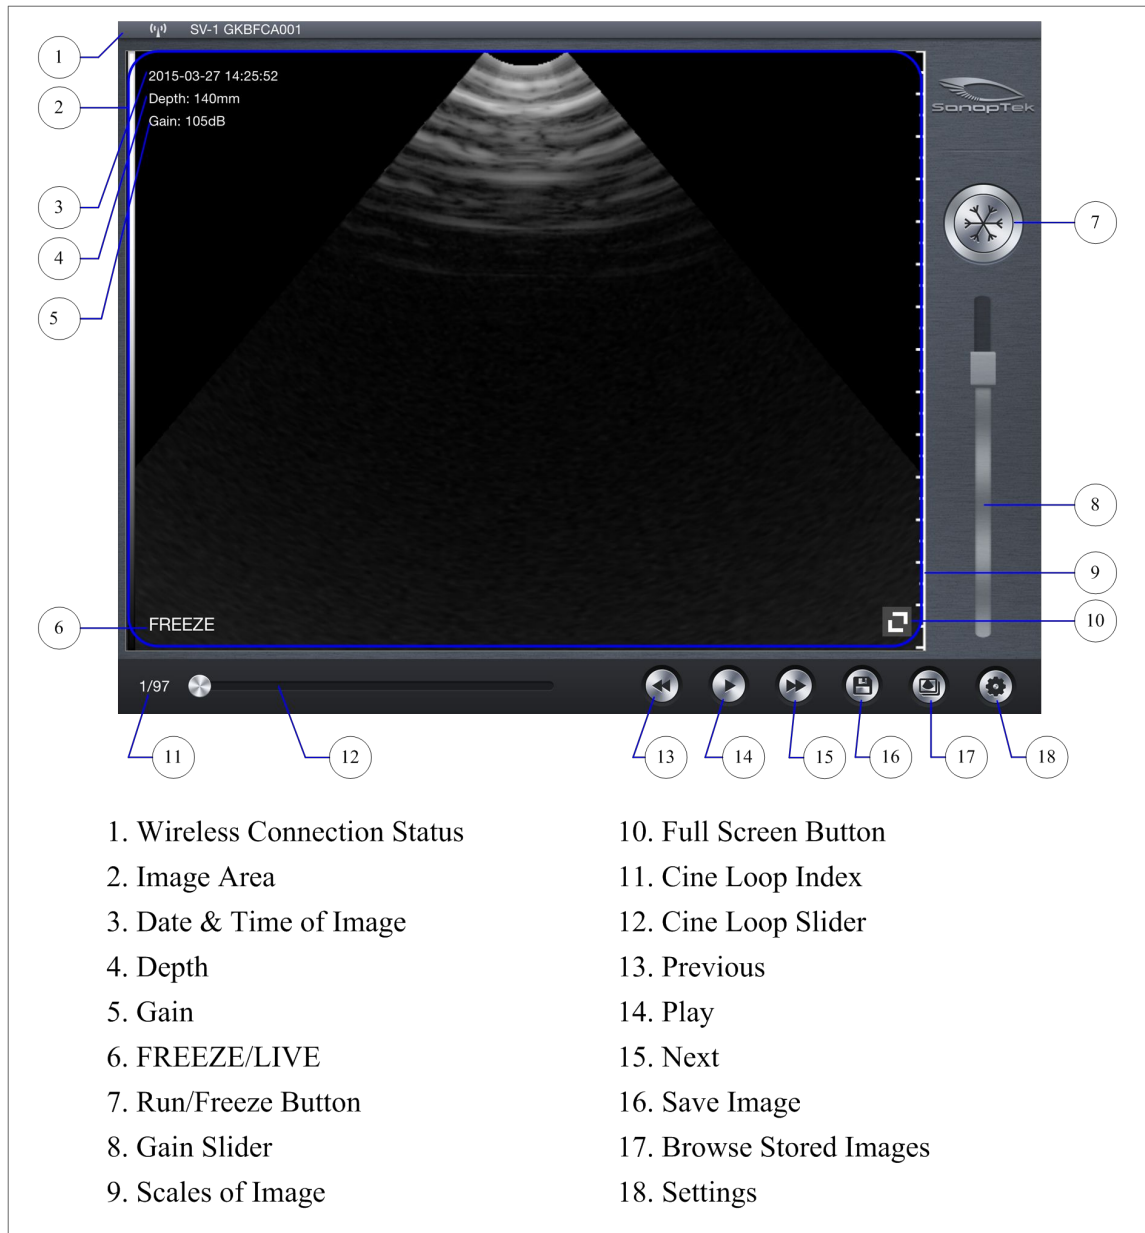 SV-1 GKBFCA001
1
2015-03-27 14:25:52
2
Depth: 140mm
SonopTek
Gain: 105dB
3
7
4
5
8
9
6
FREEZE
10
1/97
11
12
13
14
15
16
17
18
1. Wireless Connection Status
2. Image Area
3. Date & Time of Image
4. Depth
5. Gain
6. FREEZE/LIVE
7. Run/Freeze Button
8. Gain Slider
9. Scales of Image
10. Full Screen Button
11. Cine Loop Index
12. Cine Loop Slider
13. Previous
14. Play
15. Next
16. Save Image
17. Browse Stored Images
18. Settings